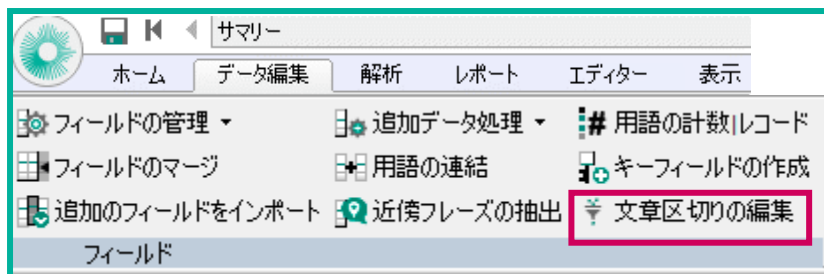 サマリー
ホーム データ編集 解析 レポート エディター 表示
フィールドの管理 追加データ処理 # 用語の計数|レコード
フィールドのマージ 用語の連結 キーフィールドの作成
追加のフィールドをインポート 近傍フレーズの抽出 文章区切りの編集
フィールド